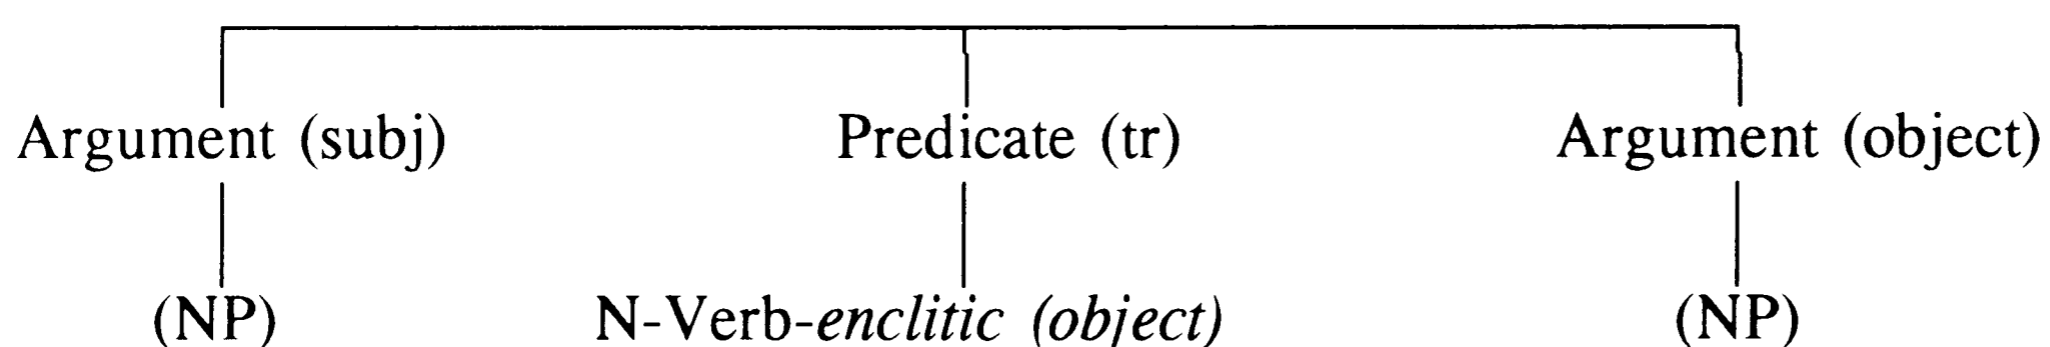 Argument (subj) Predicate (tr) Argument (object)
(NP) N-Verb-enclitic (object) (NP)